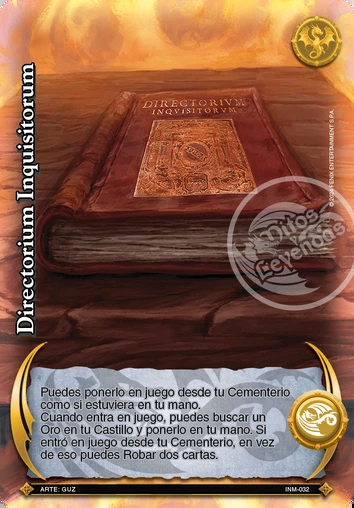 Directorium Inquisitorum
DIRECTORIVM
INQVISITORVM
Mitos
Leyendas
Puedes ponerlo en juego desde tu Cementerio
como si estuviera en tu mano.
Cuando entra en juego, puedes buscar un
Oro en tu Castillo y ponerlo en tu mano. Si
entró en juego desde tu Cementerio, en vez
de eso puedes Robar dos cartas.
ARTE: GUZ
INM-032